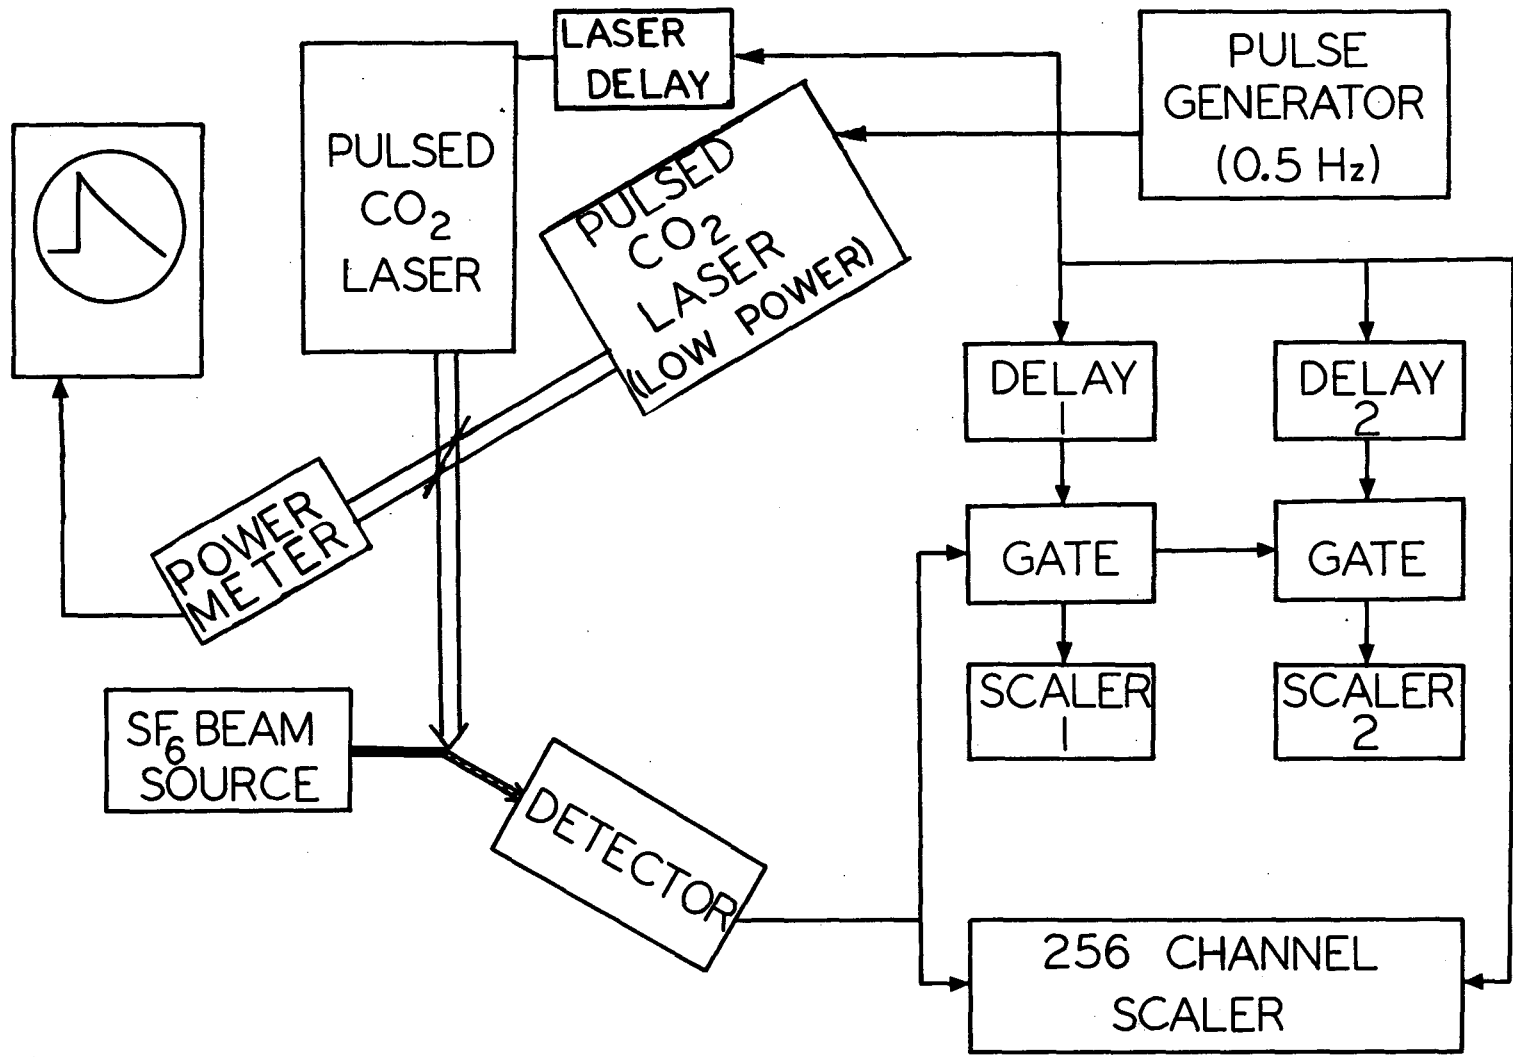 LASER
DELAY
PULSE
GENERATOR
(0.5 Hz)
PULSED
CO2
LASER
PULSED
CO2
LASER
(LOW POWER)
DELAY
1
DELAY
2
POWER
METER
GATE
GATE
SCALER
1
SCALER
2
SF6 BEAM
SOURCE
DETECTOR
256 CHANNEL
SCALER